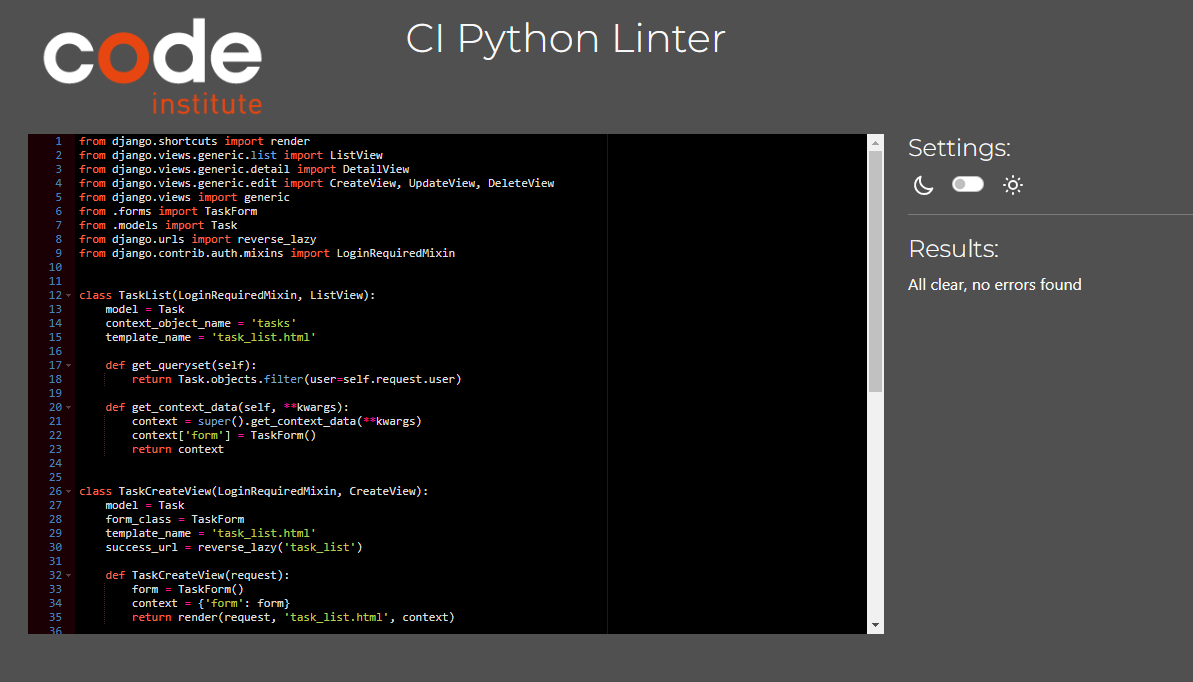 code
institute
CI Python Linter
1 from django.shortcuts import render
2 from django.views.generic.list import ListView
3 from django.views.generic.detail import DetailView
4 from django.views.generic.edit import CreateView, UpdateView, DeleteView
5 from django.views import generic
6 from .forms import TaskForm
7 from .models import Task
8 from django.urls import reverse_lazy
9 from django.contrib.auth.mixins import LoginRequiredMixin
10
11
12 class TaskList(LoginRequiredMixin, ListView):
13     model = Task
14     context_object_name = 'tasks'
15     template_name = 'task_list.html'
16
17     def get_queryset(self):
18         return Task.objects.filter(user=self.request.user)
19
20     def get_context_data(self, **kwargs):
21         context = super().get_context_data(**kwargs)
22         context['form'] = TaskForm()
23         return context
24
25
26 class TaskCreateView(LoginRequiredMixin, CreateView):
27     model = Task
28     form_class = TaskForm
29     template_name = 'task_list.html'
30     success_url = reverse_lazy('task_list')
31
32     def TaskCreateView(request):
33         form = TaskForm()
34         context = {'form': form}
35         return render(request, 'task_list.html', context)
36
Settings:
Results:
All clear, no errors found